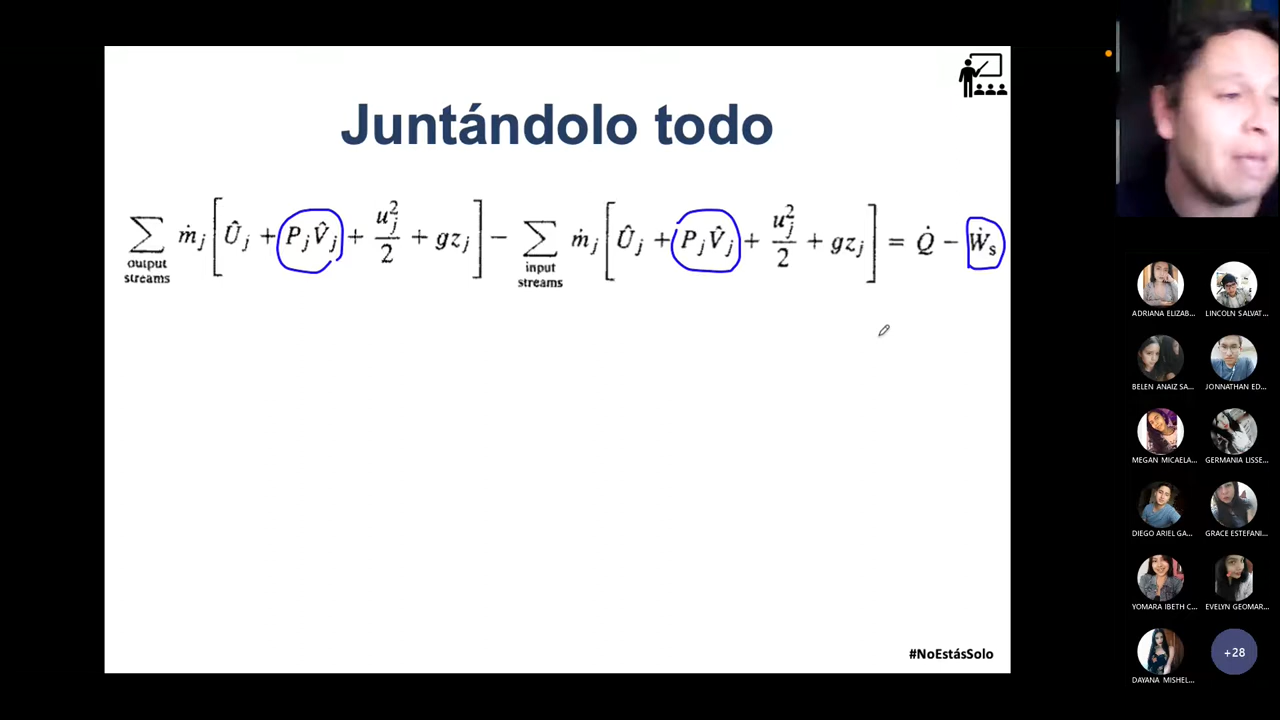 Juntándolo todo
∑ ṁj [Ûj + PjV̂j + uj²/2 + gzj] − ∑ ṁj [Ûj + PjV̂j + uj²/2 + gzj] = Q̇ − Ẇs
output streams
input streams
#NoEstásSolo
ADRIANA ELIZAB...
LINCOLN SALVAT...
BELEN ANAIZ SA...
JONNATHAN ED...
MEGAN MICAELA...
GERMANIA LISSE...
DIEGO ARIEL GA...
GRACE ESTEFANI...
YOMARA IBETH C...
EVELYN GEOMAR...
DAYANA MISHEL...
+28